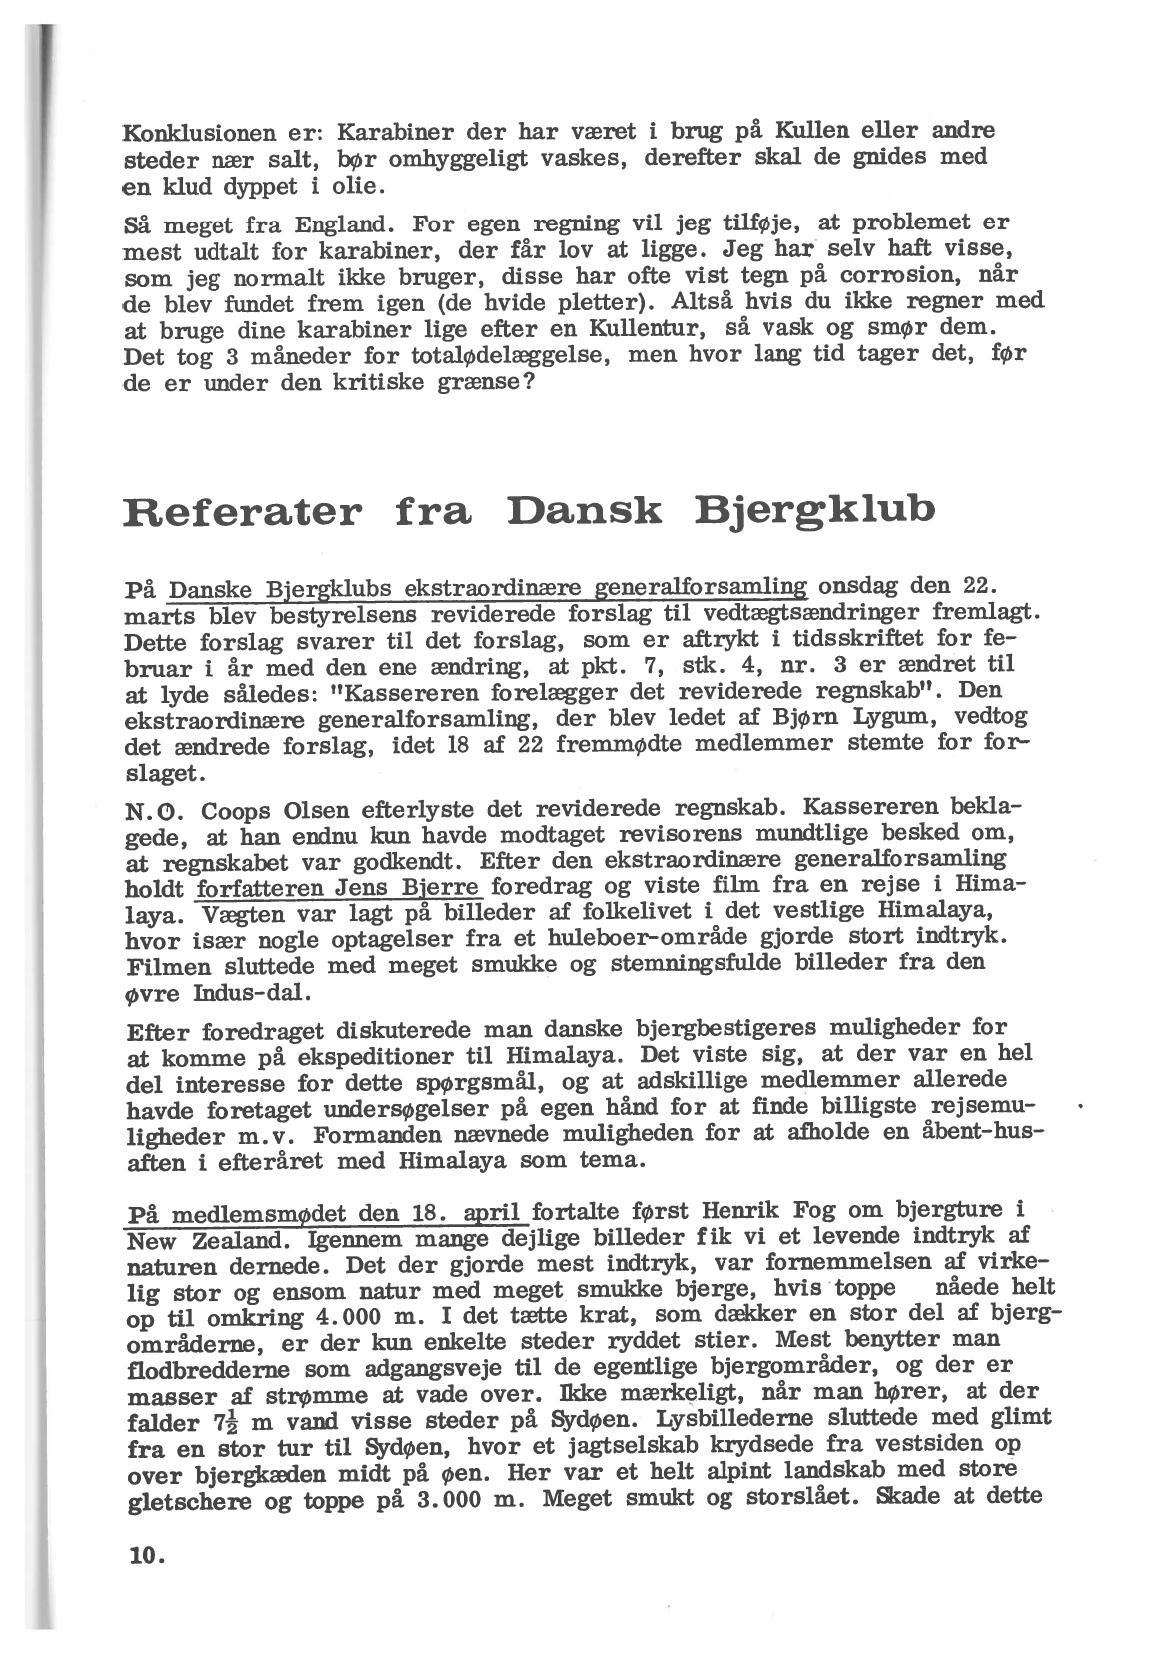 Konklusionen er: Karabiner der har været i brug på Kullen eller andre
steder nær salt, bør omhyggeligt vaskes, derefter skal de gnides med
en klud dyppet i olie.
Så meget fra England. For egen regning vil jeg tilføje, at problemet er
mest udtalt for karabiner, der får lov at ligge. Jeg har selv haft visse,
som jeg normalt ikke bruger, disse har ofte vist tegn på corrosion, når
de blev fundet frem igen (de hvide pletter). Altså hvis du ikke regner med
at bruge dine karabiner lige efter en Kullentur, så vask og smør dem.
Det tog 3 måneder for totalødelæggelse, men hvor lang tid tager det, før
de er under den kritiske grænse?
Referater fra Dansk Bjergklub
På Danske Bjergklubs ekstraordinære generalforsamling onsdag den 22.
marts blev bestyrelsens reviderede forslag til vedtægtsændringer fremlagt.
Dette forslag svarer til det forslag, som er aftrykt i tidsskriftet for fe-
bruar i år med den ene ændring, at pkt. 7, stk. 4, nr. 3 er ændret til
at lyde således: "Kassereren forelægger det reviderede regnskab". Den
ekstraordinære generalforsamling, der blev ledet af Bjørn Lygum, vedtog
det ændrede forslag, idet 18 af 22 fremmødte medlemmer stemte for for-
slaget.
N.O. Coops Olsen efterlyste det reviderede regnskab. Kassereren bekla-
gede, at han endnu kun havde modtaget revisorens mundtlige besked om,
at regnskabet var godkendt. Efter den ekstraordinære generalforsamling
holdt forfatteren Jens Bjerre foredrag og viste film fra en rejse i Hima-
laya. Vægten var lagt på billeder af folkelivet i det vestlige Himalaya,
hvor især nogle optagelser fra et huleboer-område gjorde stort indtryk.
Filmen sluttede med meget smukke og stemningsfulde billeder fra den
øvre Indus-dal.
Efter foredraget diskuterede man danske bjergbestigeres muligheder for
at komme på ekspeditioner til Himalaya. Det viste sig, at der var en hel
del interesse for dette spørgsmål, og at adskillige medlemmer allerede
havde foretaget undersøgelser på egen hånd for at finde billigste rejsemu-
ligheder m.v. Formanden nævnede muligheden for at afholde en åbent-hus-
aften i efteråret med Himalaya som tema.
På medlemsmødet den 18. april fortalte først Henrik Fog om bjergture i
New Zealand. Igennem mange dejlige billeder fik vi et levende indtryk af
naturen dernede. Det der gjorde mest indtryk, var fornemmelsen af virke-
lig stor og ensom natur med meget smukke bjerge, hvis toppe nåede helt
op til omkring 4.000 m. I det tætte krat, som dækker en stor del af bjerg-
områderne, er der kun enkelte steder ryddet stier. Mest benytter man
flodbredderne som adgangsveje til de egentlige bjergområder, og der er
masser af strømme at vade over. Ikke mærkeligt, når man hører, at der
falder 7½ m vand visse steder på Sydøen. Lysbillederne sluttede med glimt
fra en stor tur til Sydøen, hvor et jagtselskab krydsede fra vestsiden op
over bjergkæden midt på øen. Her var et helt alpint landskab med store
gletschere og toppe på 3.000 m. Meget smukt og storslået. Skade at dette
10.